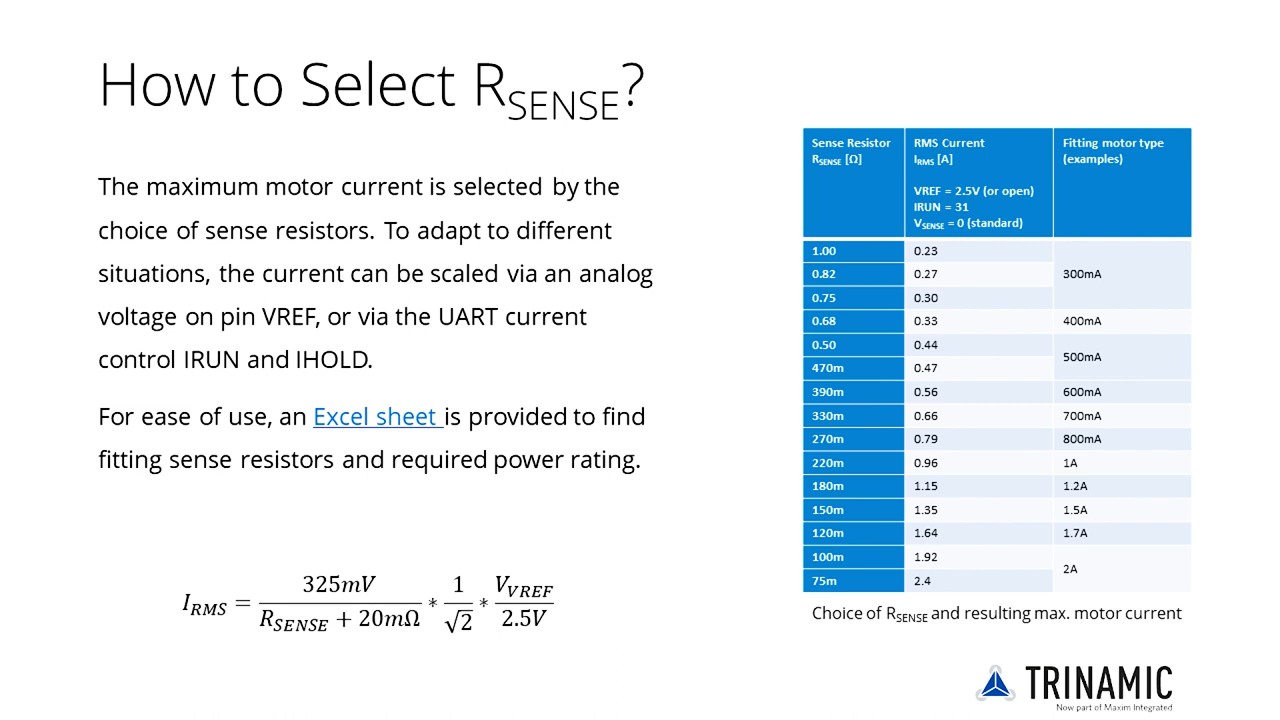 How to Select RSENSE?
The maximum motor current is selected by the
choice of sense resistors. To adapt to different
situations, the current can be scaled via an analog
voltage on pin VREF, or via the UART current
control IRUN and IHOLD.
For ease of use, an Excel sheet is provided to find
fitting sense resistors and required power rating.
I_RMS = 325mV / (R_SENSE + 20mΩ) * 1/√2 * V_VREF / 2.5V
Sense Resistor RSENSE [Ω] | RMS Current IRMS [A] VREF = 2.5V (or open) IRUN = 31 VSENSE = 0 (standard) | Fitting motor type (examples)
1.00 0.23
0.82 0.27 300mA
0.75 0.30
0.68 0.33 400mA
0.50 0.44
500mA
470m 0.47
390m 0.56 600mA
330m 0.66 700mA
270m 0.79 800mA
220m 0.96 1A
180m 1.15 1.2A
150m 1.35 1.5A
120m 1.64 1.7A
100m 1.92
2A
75m 2.4
Choice of RSENSE and resulting max. motor current
TRINAMIC
Now part of Maxim Integrated